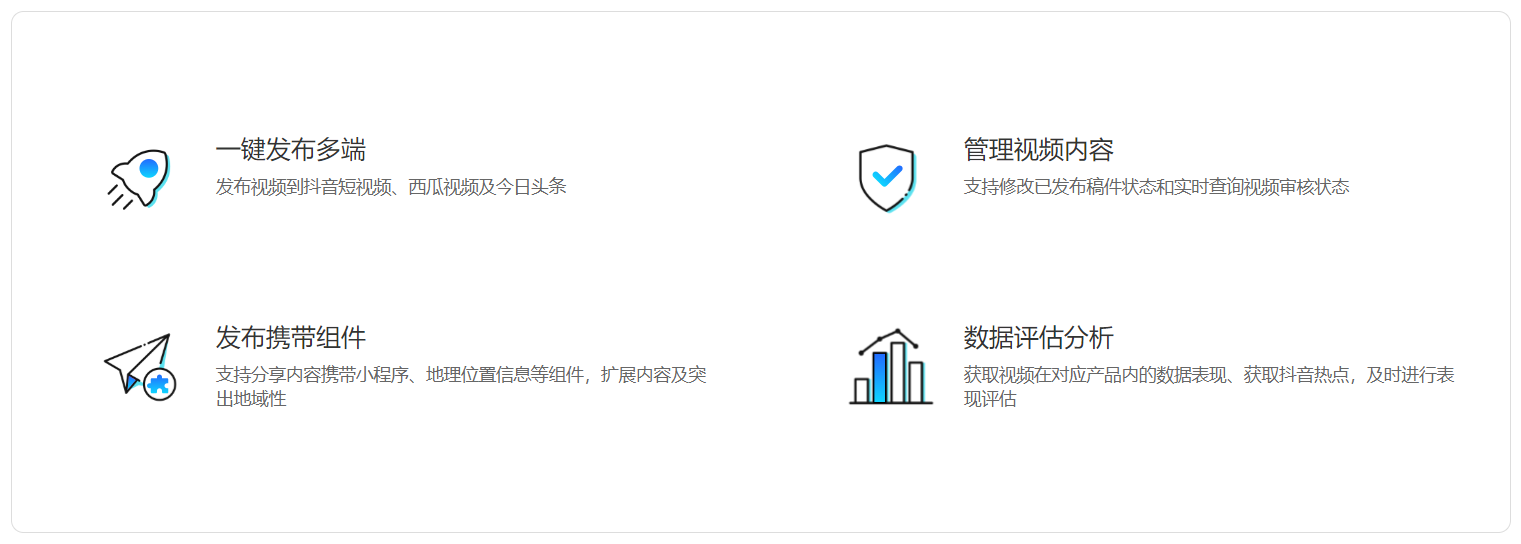 一键发布多端
发布视频到抖音短视频、西瓜视频及今日头条
管理视频内容
支持修改已发布稿件状态和实时查询视频审核状态
发布携带组件
支持分享内容携带小程序、地理位置信息等组件，扩展内容及突
出地域性
数据评估分析
获取视频在对应产品内的数据表现、获取抖音热点，及时进行表
现评估